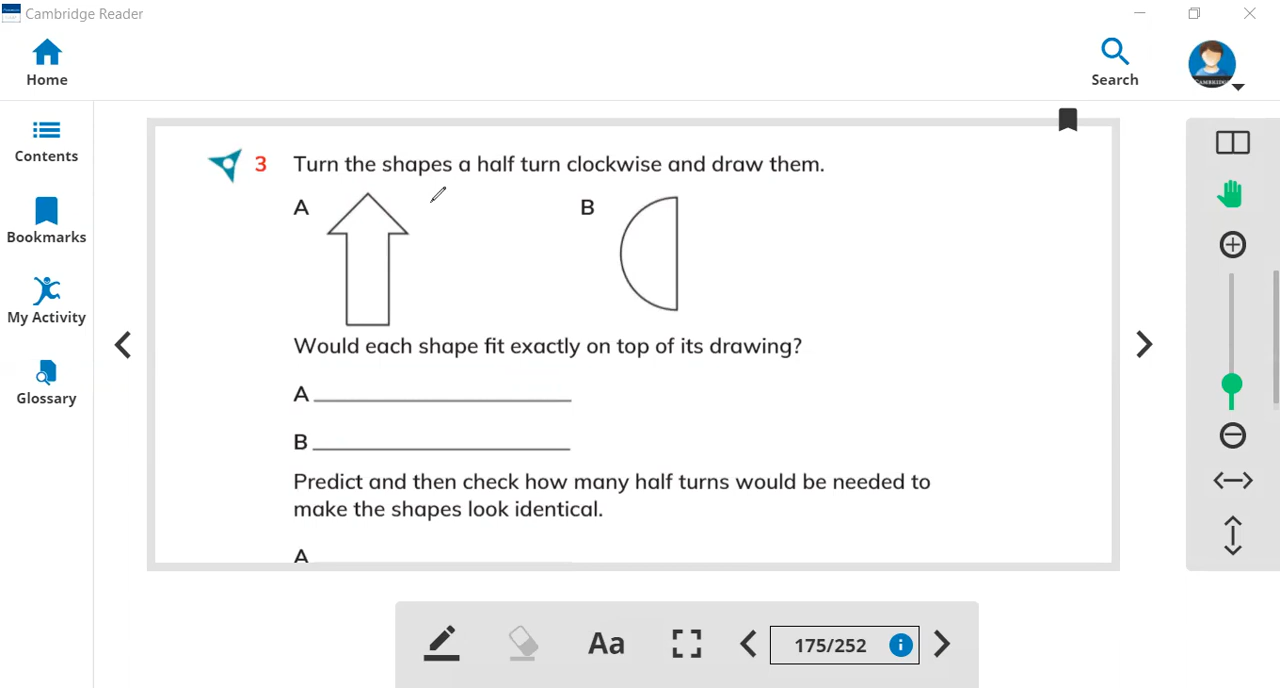 Cambridge Reader
Home
Search
Contents
Bookmarks
My Activity
Glossary
3 Turn the shapes a half turn clockwise and draw them.
A B
Would each shape fit exactly on top of its drawing?
A
B
Predict and then check how many half turns would be needed to
make the shapes look identical.
A
Aa 175/252 i